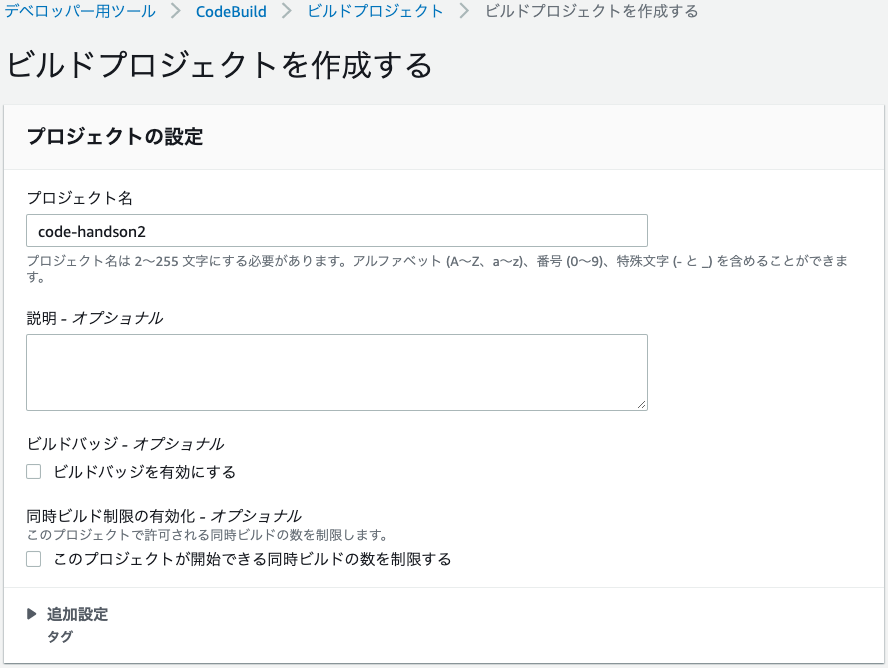 デベロッパー用ツール > CodeBuild > ビルドプロジェクト > ビルドプロジェクトを作成する
ビルドプロジェクトを作成する
プロジェクトの設定
プロジェクト名
code-handson2
プロジェクト名は 2〜255 文字にする必要があります。アルファベット (A〜Z、a〜z)、番号 (0〜9)、特殊文字 (- と _) を含めることができま
す。
説明 - オプショナル
ビルドバッジ - オプショナル
ビルドバッジを有効にする
同時ビルド制限の有効化 - オプショナル
このプロジェクトで許可される同時ビルドの数を制限します。
このプロジェクトが開始できる同時ビルドの数を制限する
追加設定
タグ